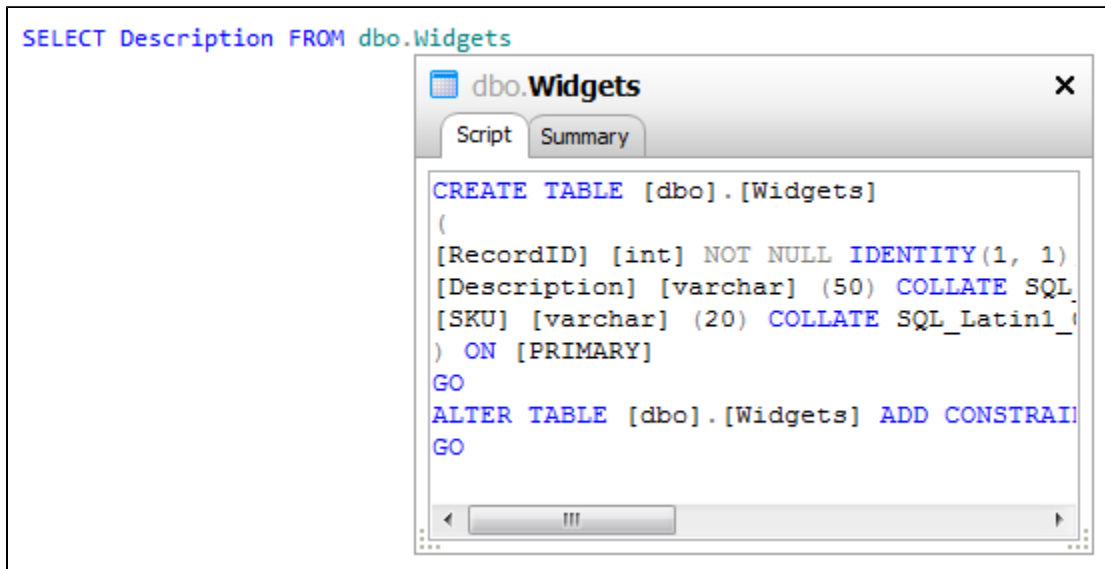 SELECT Description FROM dbo.Widgets
dbo.Widgets
Script Summary
CREATE TABLE [dbo].[Widgets]
(
[RecordID] [int] NOT NULL IDENTITY(1, 1)
[Description] [varchar] (50) COLLATE SQL_
[SKU] [varchar] (20) COLLATE SQL_Latin1_
) ON [PRIMARY]
GO
ALTER TABLE [dbo].[Widgets] ADD
GO